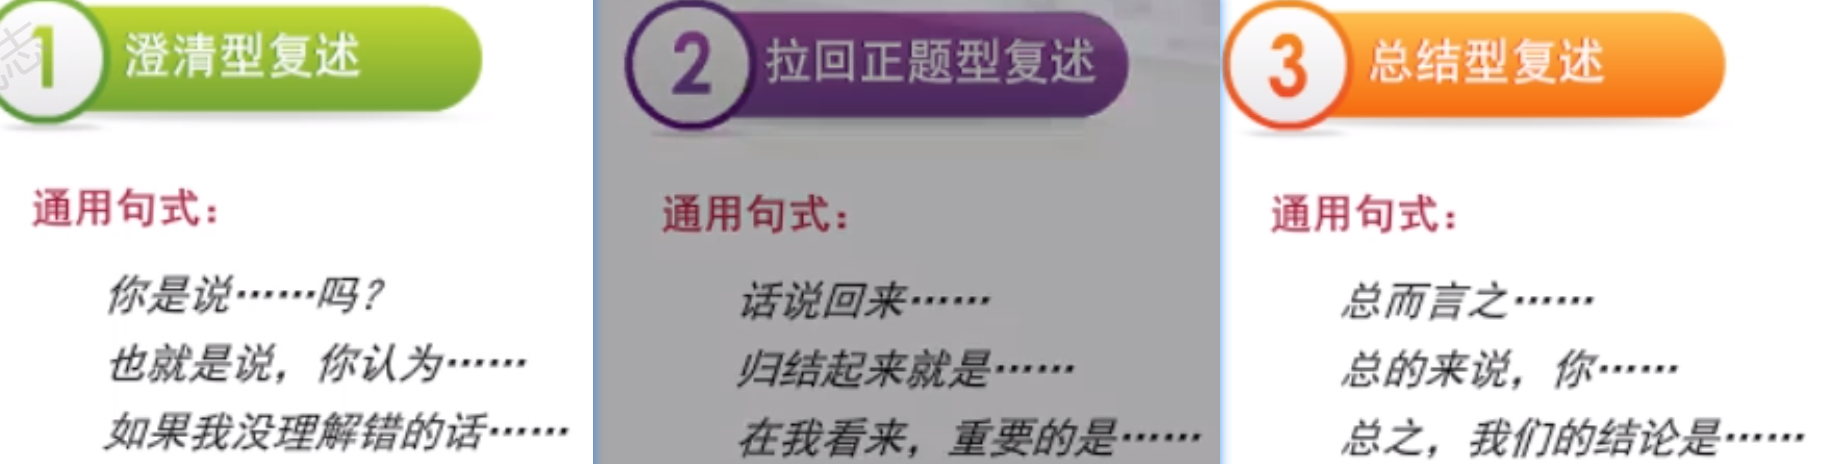 1 澄清型复述
通用句式：
你是说……吗？
也就是说，你认为……
如果我没理解错的话……
2 拉回正题型复述
通用句式：
话说回来……
归结起来就是……
在我看来，重要的是……
3 总结型复述
通用句式：
总而言之……
总的来说，你……
总之，我们的结论是……